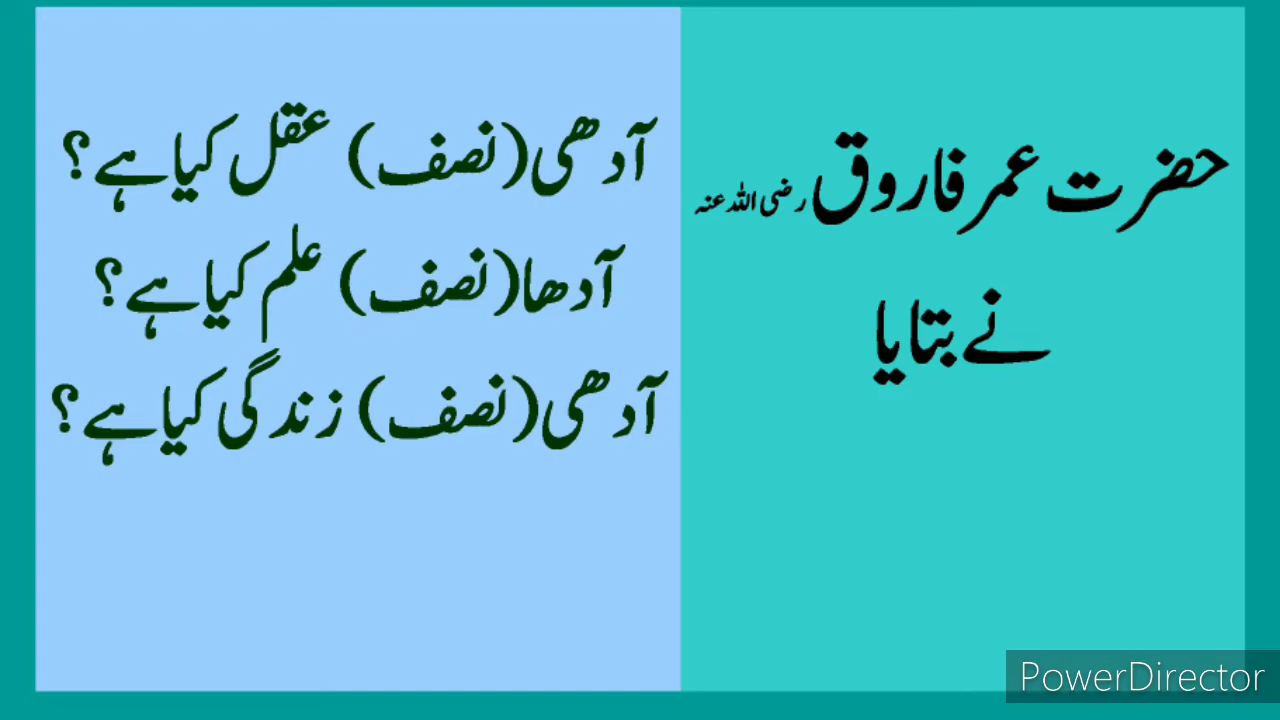 حضرت عمر فاروق رضی اللہ عنہ
نے بتایا
آدھی(نصف) عقل کیا ہے؟
آدھا(نصف) علم کیا ہے؟
آدھی(نصف) زندگی کیا ہے؟
PowerDirector